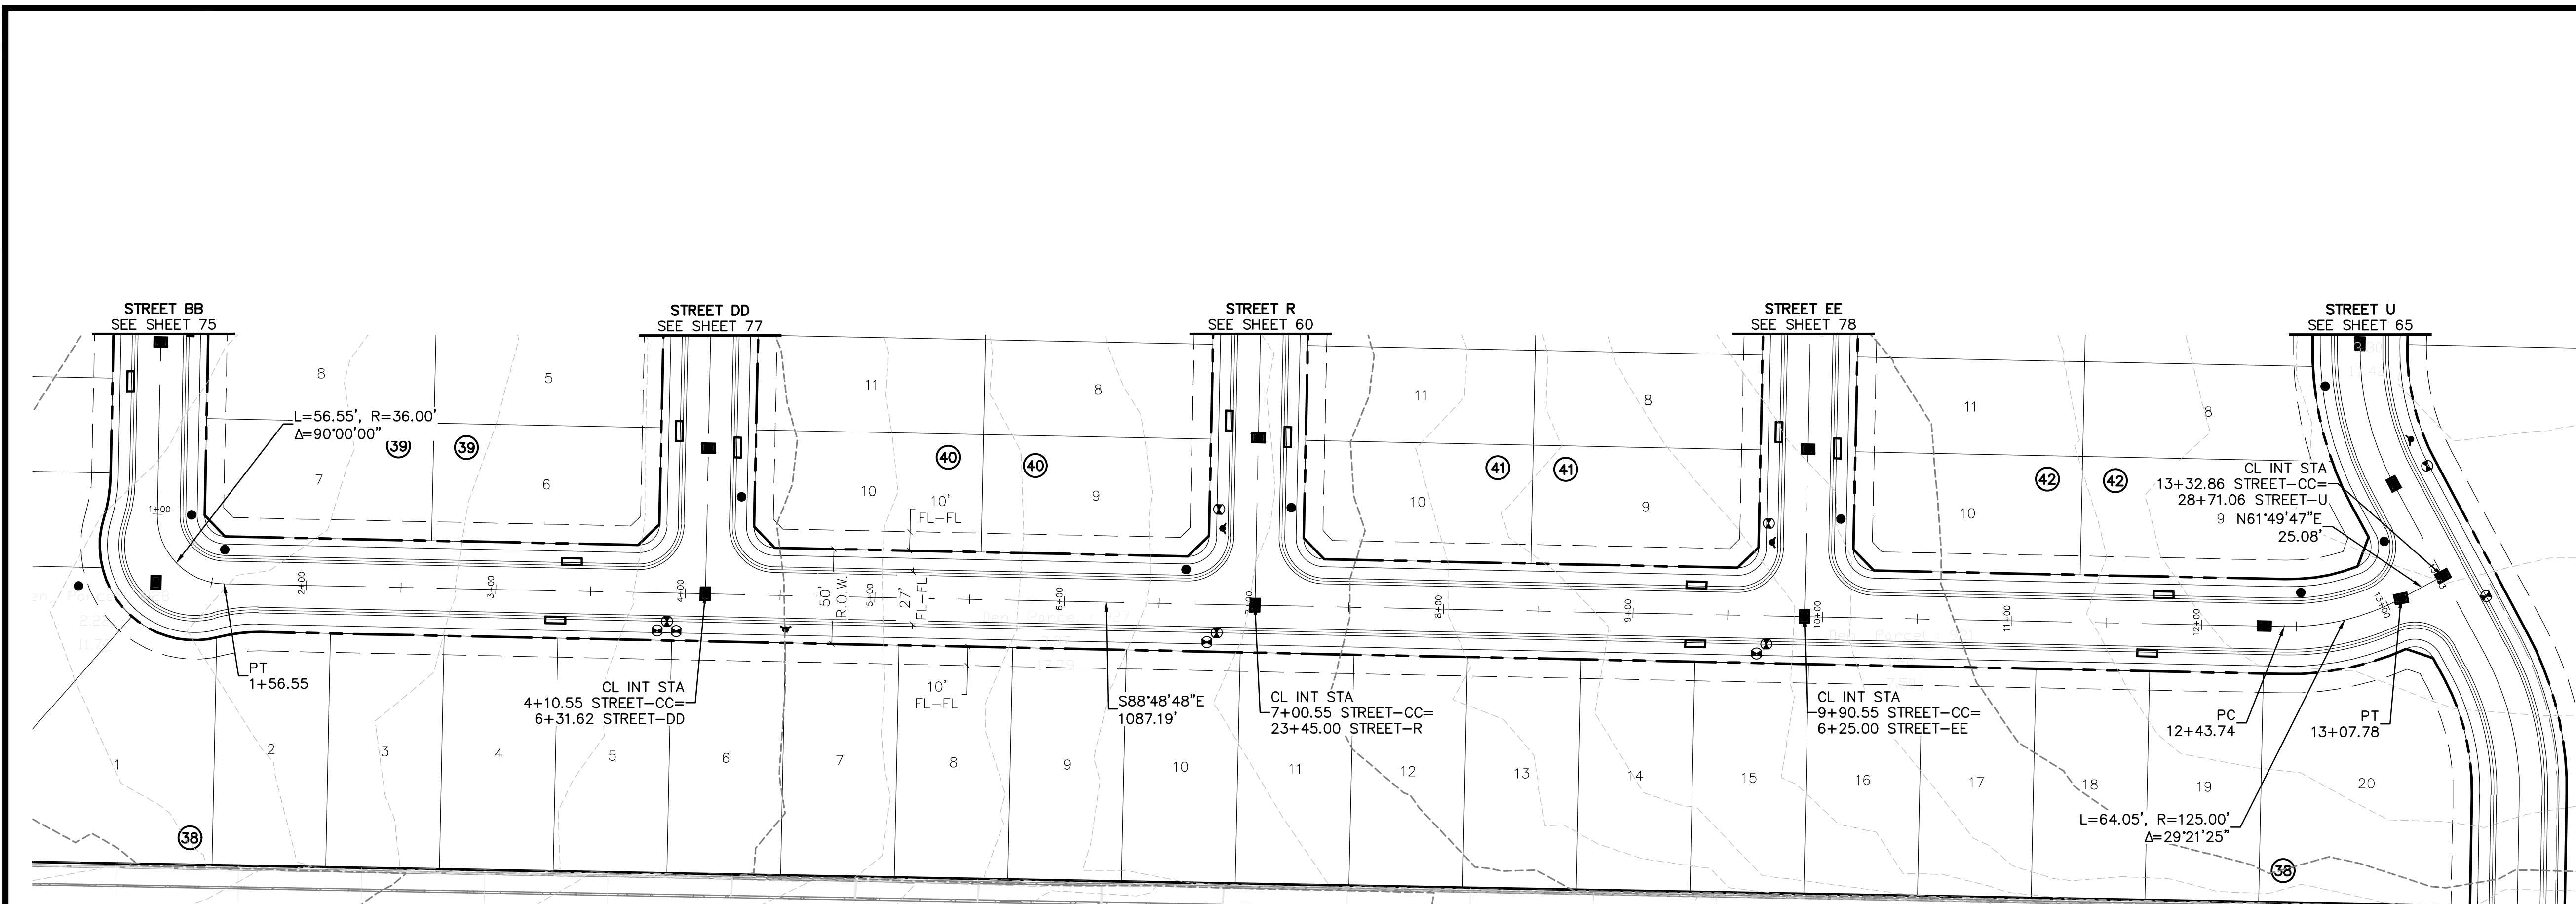 STREET BB
SEE SHEET 75
STREET DD
SEE SHEET 77
STREET R
SEE SHEET 60
STREET EE
SEE SHEET 78
STREET U
SEE SHEET 65
8
5
11
8
11
8
11
8
L=56.55', R=36.00'
Δ=90°00'00"
39
39
40
40
41
41
42
42
7
6
10
9
10
9
10
9
10'
FL-FL
CL INT STA
13+32.86 STREET-CC=
28+71.06 STREET-U
N61°49'47"E
25.08'
1+00
2+00
3+00
4+00
50'
R.O.W.
5+00
27'
FL-FL
6+00
8+00
9+00
10+00
11+00
12+00
13+00
PT
1+56.55
CL INT STA
4+10.55 STREET-CC=
6+31.62 STREET-DD
10'
FL-FL
S88°48'48"E
1087.19'
CL INT STA
7+00.55 STREET-CC=
23+45.00 STREET-R
CL INT STA
9+90.55 STREET-CC=
6+25.00 STREET-EE
PC
12+43.74
PT
13+07.78
1
2
3
4
5
6
7
8
9
10
11
12
13
14
15
16
17
18
19
20
L=64.05', R=125.00'
Δ=29°21'25"
38
38